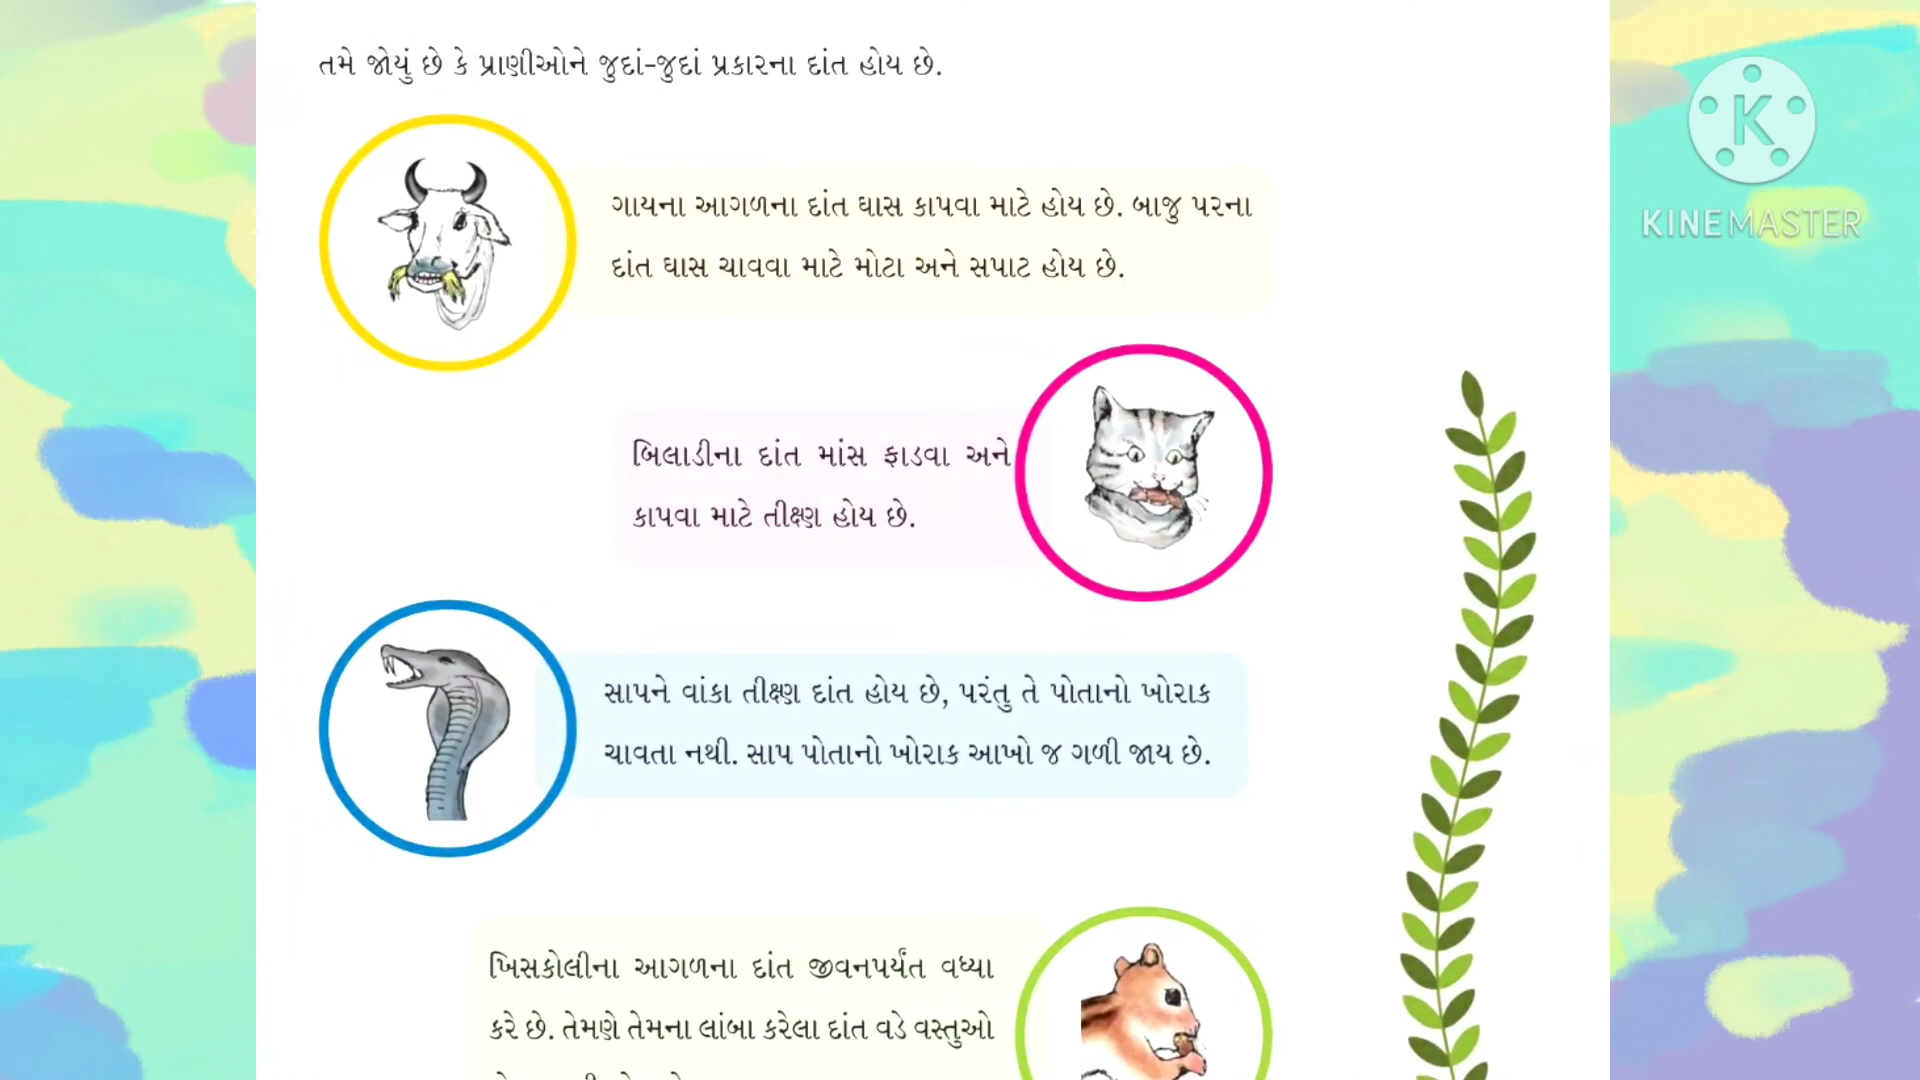 તમે જોયું છે કે પ્રાણીઓને જુદાં-જુદાં પ્રકારના દાંત હોય છે.
ગાયના આગળના દાંત ઘાસ કાપવા માટે હોય છે. બાજુ પરના
દાંત ઘાસ ચાવવા માટે મોટા અને સપાટ હોય છે.
બિલાડીના દાંત માંસ ફાડવા અને
કાપવા માટે તીક્ષ્ણ હોય છે.
સાપને વાંકા તીક્ષ્ણ દાંત હોય છે, પરંતુ તે પોતાનો ખોરાક
ચાવતા નથી. સાપ પોતાનો ખોરાક આખો જ ગળી જાય છે.
ખિસકોલીના આગળના દાંત જીવનપર્યંત વધ્યા
કરે છે. તેમણે તેમના લાંબા કરેલા દાંત વડે વસ્તુઓ
K
KINEMASTER